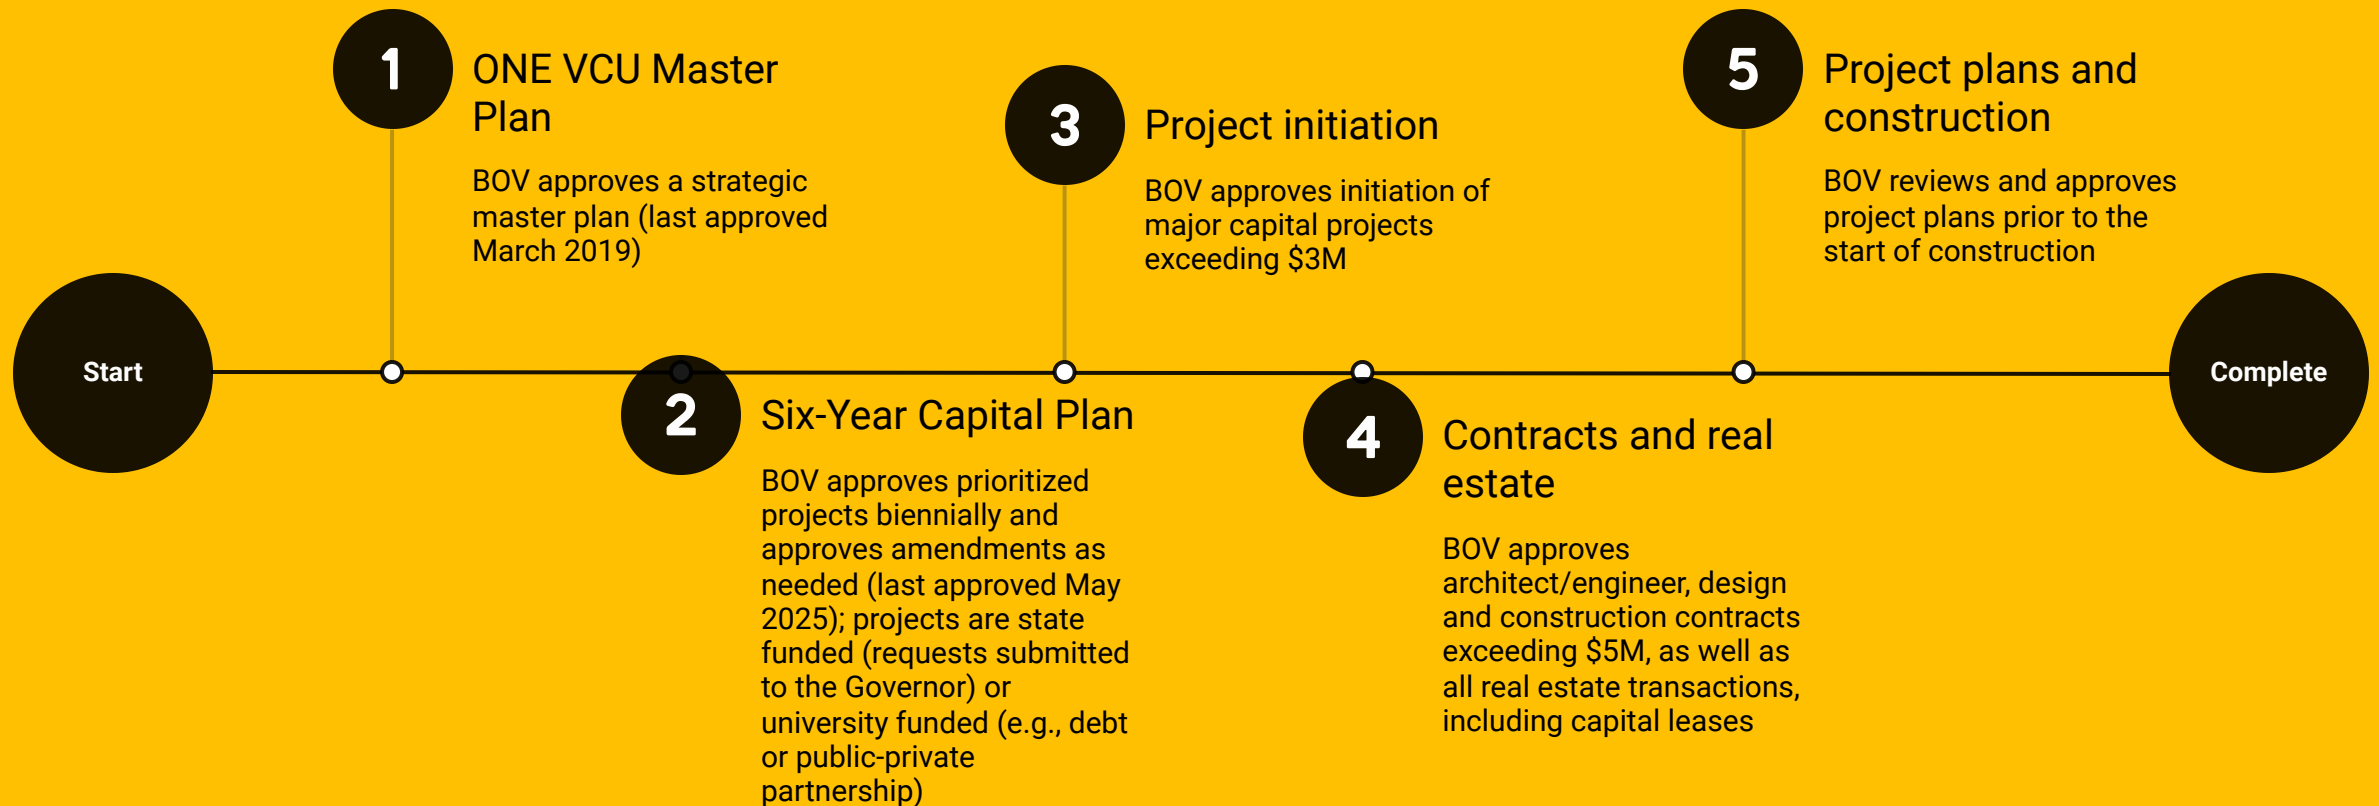 Start
1
ONE VCU Master
Plan
BOV approves a strategic
master plan (last approved
March 2019)
2
Six-Year Capital Plan
BOV approves prioritized
projects biennially and
approves amendments as
needed (last approved May
2025); projects are state
funded (requests submitted
to the Governor) or
university funded (e.g., debt
or public-private
partnership)
3
Project initiation
BOV approves initiation of
major capital projects
exceeding $3M
4
Contracts and real
estate
BOV approves
architect/engineer, design
and construction contracts
exceeding $5M, as well as
all real estate transactions,
including capital leases
5
Project plans and
construction
BOV reviews and approves
project plans prior to the
start of construction
Complete